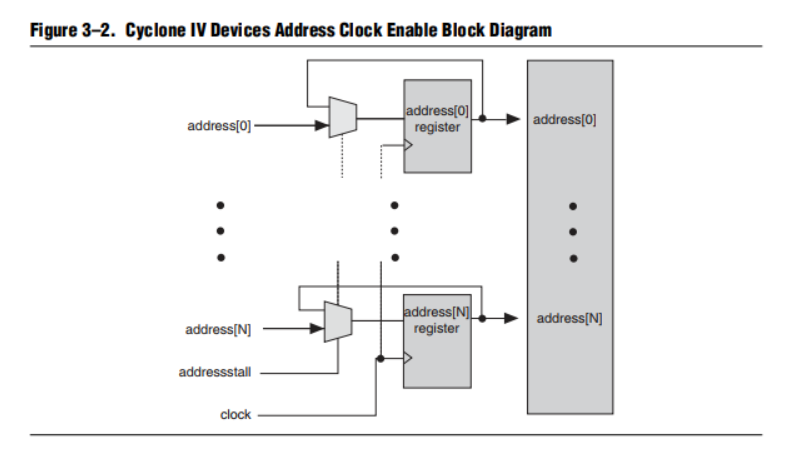 Figure 3–2. Cyclone IV Devices Address Clock Enable Block Diagram
address[0]
address[0]
register
address[0]
address[N]
address[N]
register
address[N]
addressstall
clock